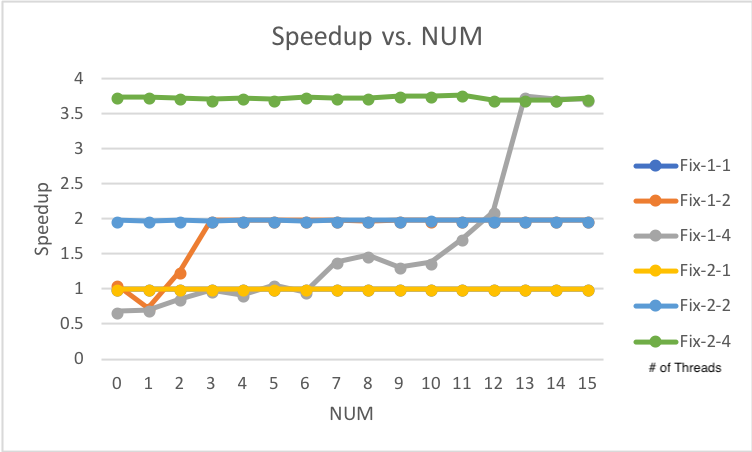 Speedup vs. NUM
4
3.5
3
2.5
2
1.5
1
0.5
0
Speedup
0 1 2 3 4 5 6 7 8 9 10 11 12 13 14 15
NUM
Fix-1-1
Fix-1-2
Fix-1-4
Fix-2-1
Fix-2-2
Fix-2-4
# of Threads